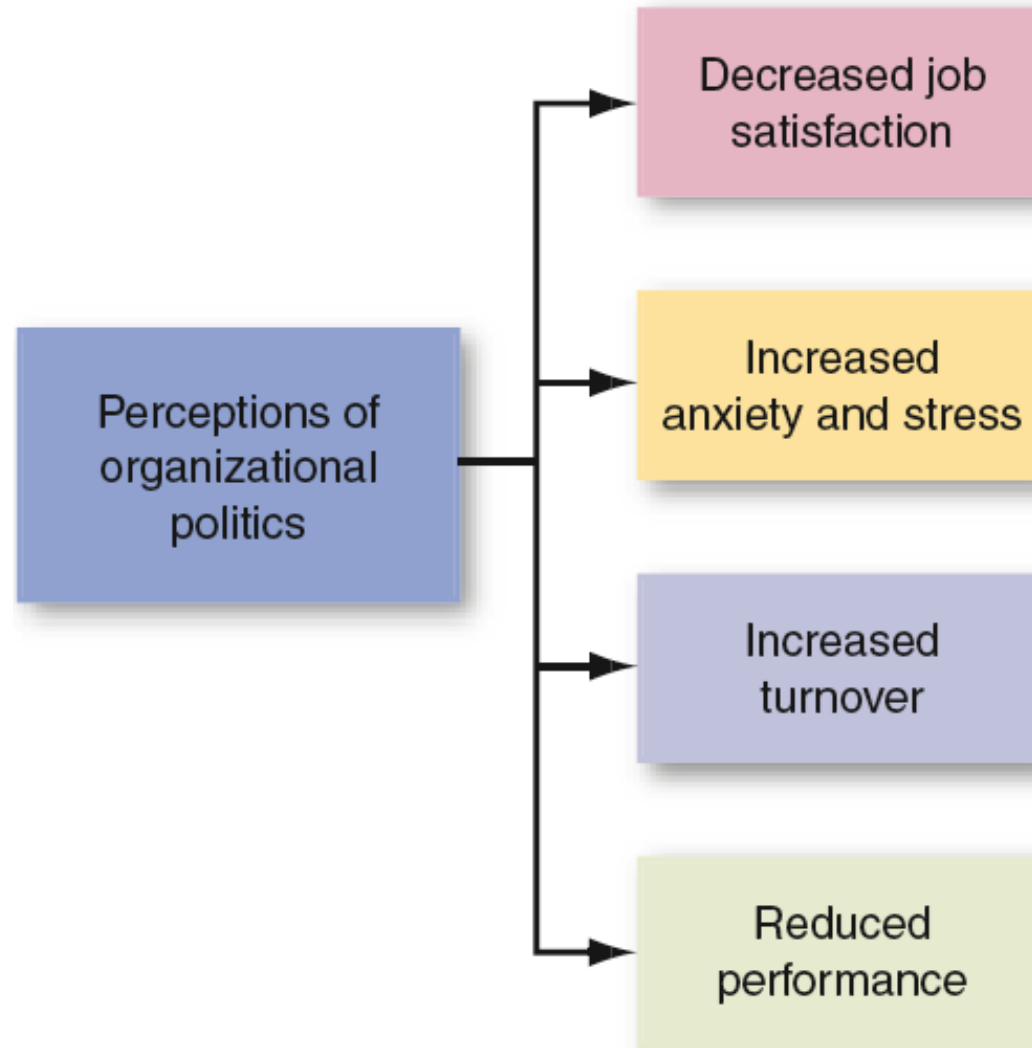 Decreased job
satisfaction
Increased
anxiety and stress
Perceptions of
organizational
politics
Increased
turnover
Reduced
performance